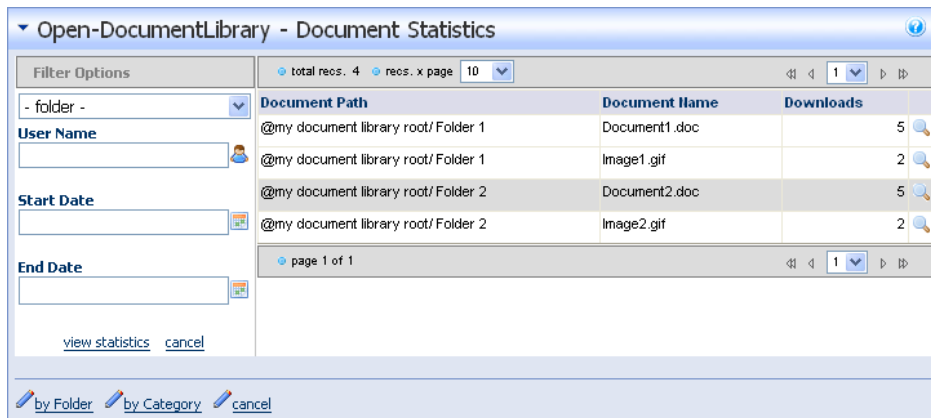 Open-DocumentLibrary - Document Statistics
Filter Options
- folder -
User Name
Start Date
End Date
view statistics cancel
total recs. 4 recs. x page 10 1
Document Path Document Name Downloads
@my document library root/ Folder 1 Document1.doc 5
@my document library root/ Folder 1 Image1.gif 2
@my document library root/ Folder 2 Document2.doc 5
@my document library root/ Folder 2 Image2.gif 2
page 1 of 1 1
by Folder by Category cancel